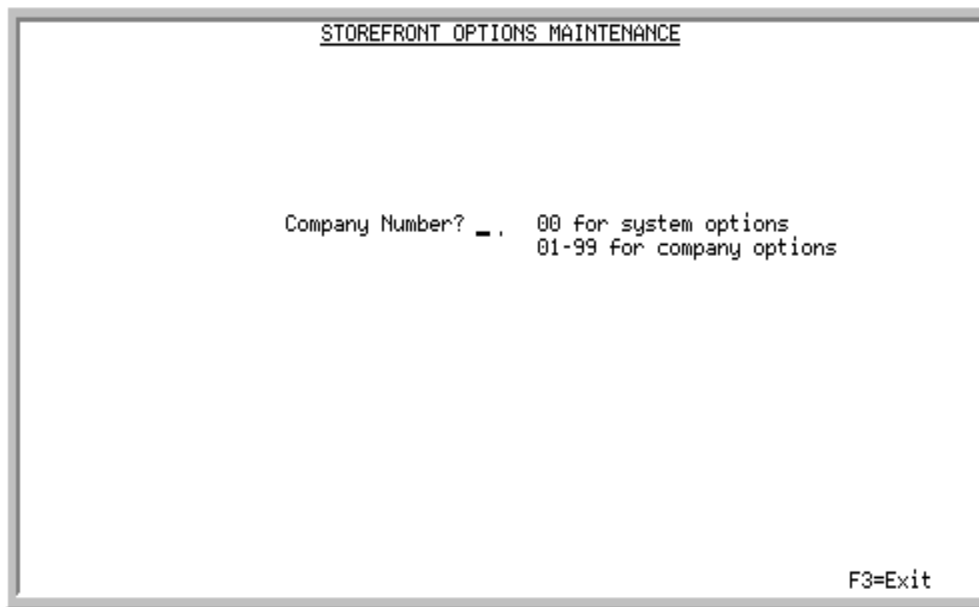 STOREFRONT OPTIONS MAINTENANCE
Company Number? _ . 00 for system options
01-99 for company options
F3=Exit